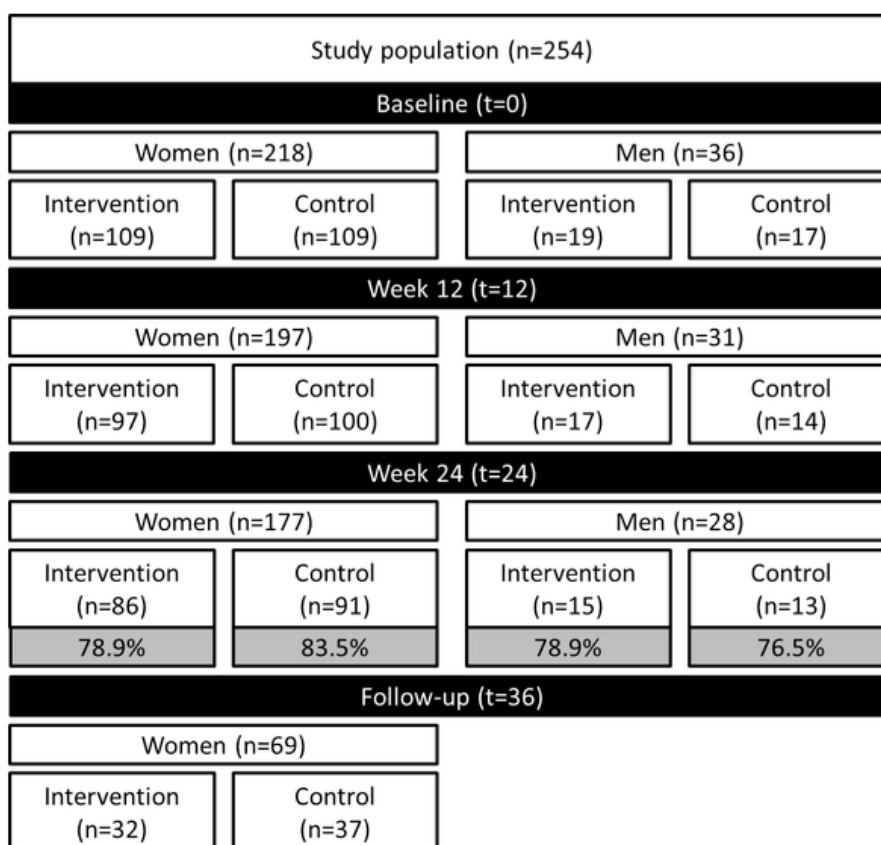 Study population (n=254)
Baseline (t=0)
Women (n=218)
Men (n=36)
Intervention
(n=109)
Control
(n=109)
Intervention
(n=19)
Control
(n=17)
Week 12 (t=12)
Women (n=197)
Men (n=31)
Intervention
(n=97)
Control
(n=100)
Intervention
(n=17)
Control
(n=14)
Week 24 (t=24)
Women (n=177)
Men (n=28)
Intervention
(n=86)
78.9%
Control
(n=91)
83.5%
Intervention
(n=15)
78.9%
Control
(n=13)
76.5%
Follow-up (t=36)
Women (n=69)
Intervention
(n=32)
Control
(n=37)